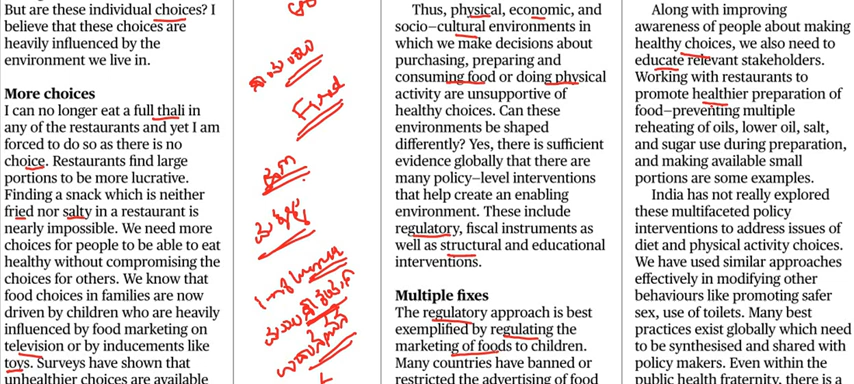 But are these individual choices? I
believe that these choices are
heavily influenced by the
environment we live in.
More choices
I can no longer eat a full thali in
any of the restaurants and yet I am
forced to do so as there is no
choice. Restaurants find large
portions to be more lucrative.
Finding a snack which is neither
fried nor salty in a restaurant is
nearly impossible. We need more
choices for people to be able to eat
healthy without compromising the
choices for others. We know that
food choices in families are now
driven by children who are heavily
influenced by food marketing on
television or by inducements like
toys. Surveys have shown that
unhealthier choices are available
Fried
Thus, physical, economic, and
socio-cultural environments in
which we make decisions about
purchasing, preparing and
consuming food or doing physical
activity are unsupportive of
healthy choices. Can these
environments be shaped
differently? Yes, there is sufficient
evidence globally that there are
many policy-level interventions
that help create an enabling
environment. These include
regulatory, fiscal instruments as
well as structural and educational
interventions.
Multiple fixes
The regulatory approach is best
exemplified by regulating the
marketing of foods to children.
Many countries have banned or
restricted the advertising of food
Along with improving
awareness of people about making
healthy choices, we also need to
educate relevant stakeholders.
Working with restaurants to
promote healthier preparation of
food-preventing multiple
reheating of oils, lower oil, salt,
and sugar use during preparation,
and making available small
portions are some examples.
India has not really explored
these multifaceted policy
interventions to address issues of
diet and physical activity choices.
We have used similar approaches
effectively in modifying other
behaviours like promoting safer
sex, use of toilets. Many best
practices exist globally which need
to be synthesised and shared with
policy makers. Even within the
public health fraternity, there is a